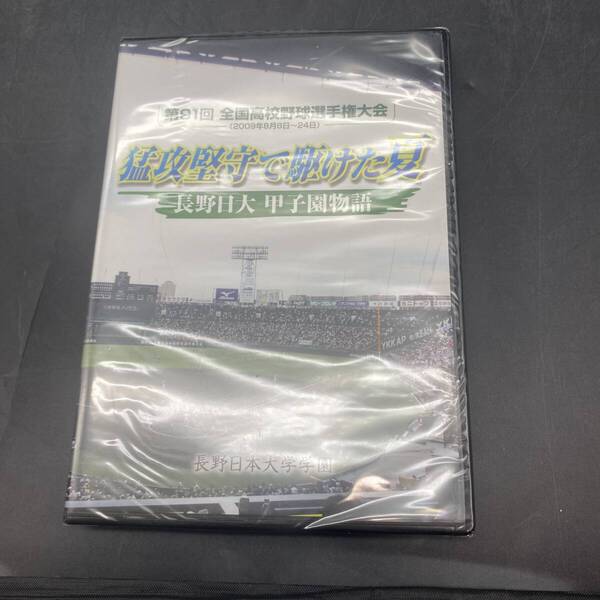 第91回 全国高校野球選手権大会
(2009年8月8日~24日)
猛攻堅守で駆けた夏
長野日大 甲子園物語
YKK AP
長野日本大学学園